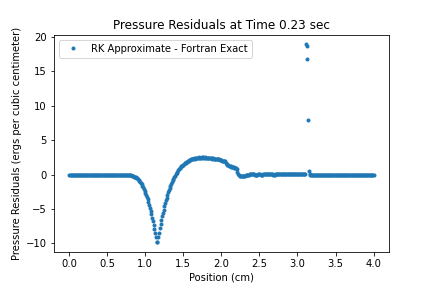 Pressure Residuals at Time 0.23 sec
RK Approximate - Fortran Exact
Pressure Residuals (ergs per cubic centimeter)
20
15
10
5
0
−5
−10
0.0 0.5 1.0 1.5 2.0 2.5 3.0 3.5 4.0
Position (cm)